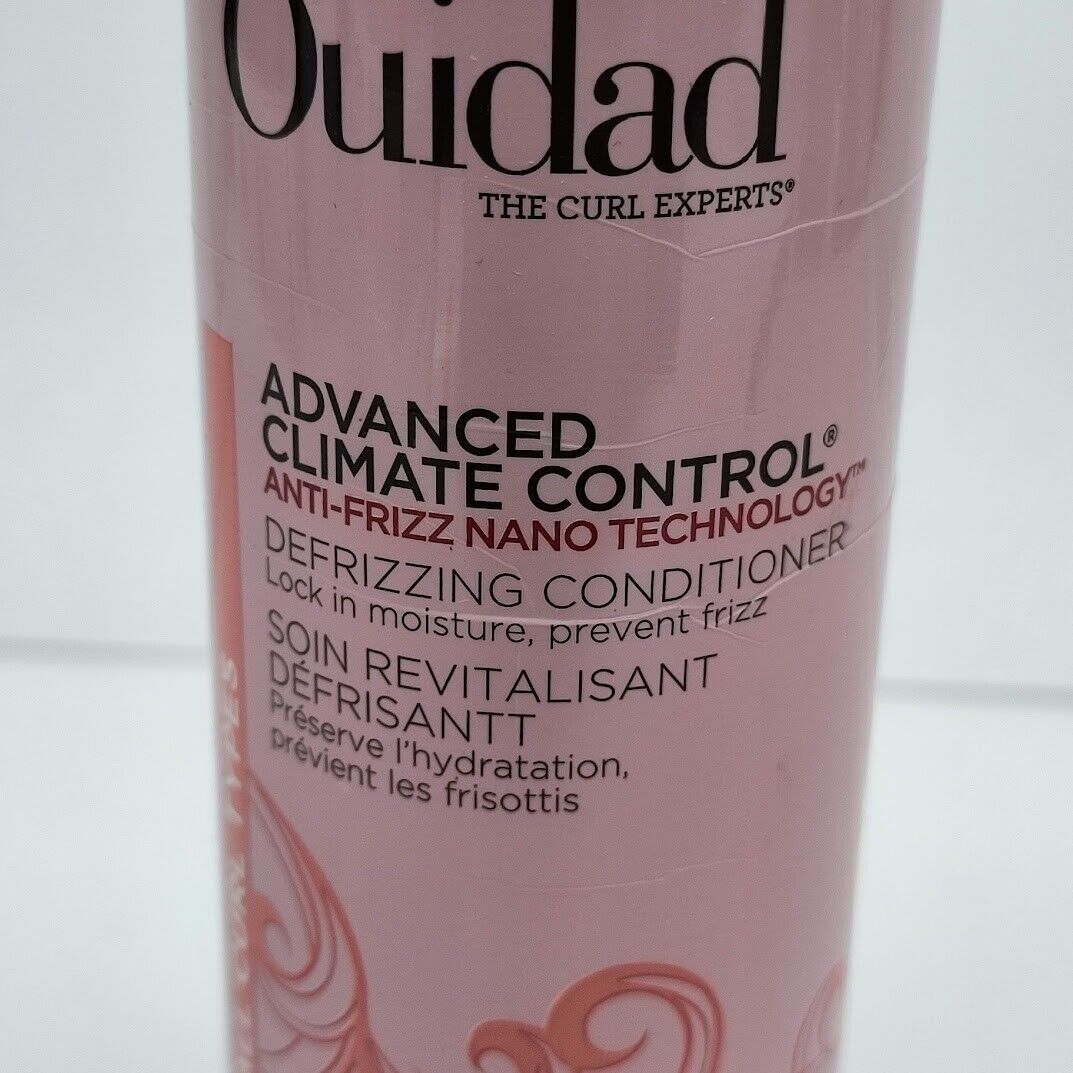 Ouidad
THE CURL EXPERTS®
ADVANCED
CLIMATE CONTROL®
ANTI-FRIZZ NANO TECHNOLOGY™
DEFRIZZING CONDITIONER
Lock in moisture, prevent frizz
SOIN REVITALISANT
DÉFRISANTT
Préserve l'hydratation,
prévient les frisottis